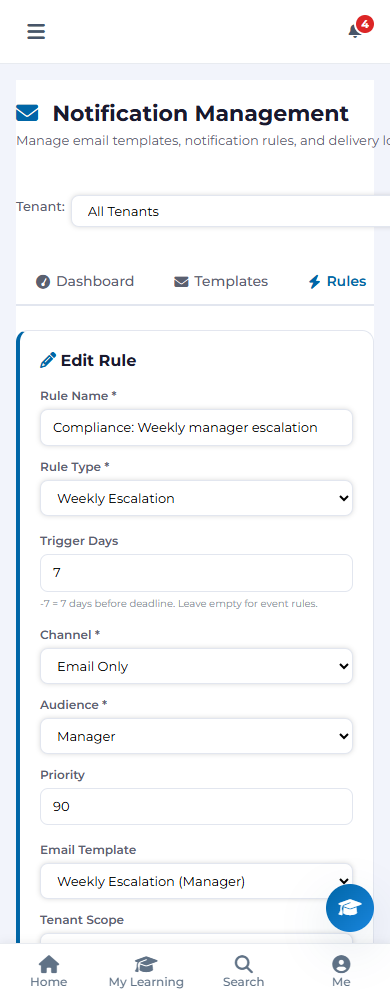 4
Notification Management
Manage email templates, notification rules, and delivery lo
Tenant:
All Tenants
Dashboard
Templates
Rules
Edit Rule
Rule Name *
Compliance: Weekly manager escalation
Rule Type *
Weekly Escalation
Trigger Days
7
-7 = 7 days before deadline. Leave empty for event rules.
Channel *
Email Only
Audience *
Manager
Priority
90
Email Template
Weekly Escalation (Manager)
Tenant Scope
Home
My Learning
Search
Me